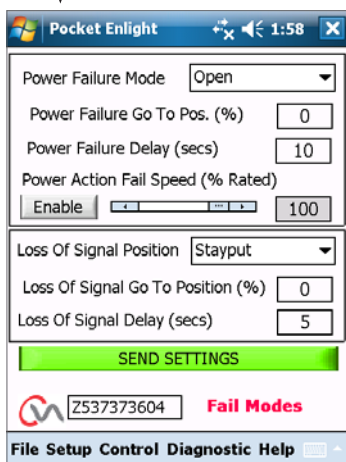 Pocket Enlight 1:58
Power Failure Mode Open
Power Failure Go To Pos. (%) 0
Power Failure Delay (secs) 10
Power Action Fail Speed (% Rated)
Enable 100
Loss Of Signal Position Stayput
Loss Of Signal Go To Position (%) 0
Loss Of Signal Delay (secs) 5
SEND SETTINGS
Z537373604 Fail Modes
File Setup Control Diagnostic Help